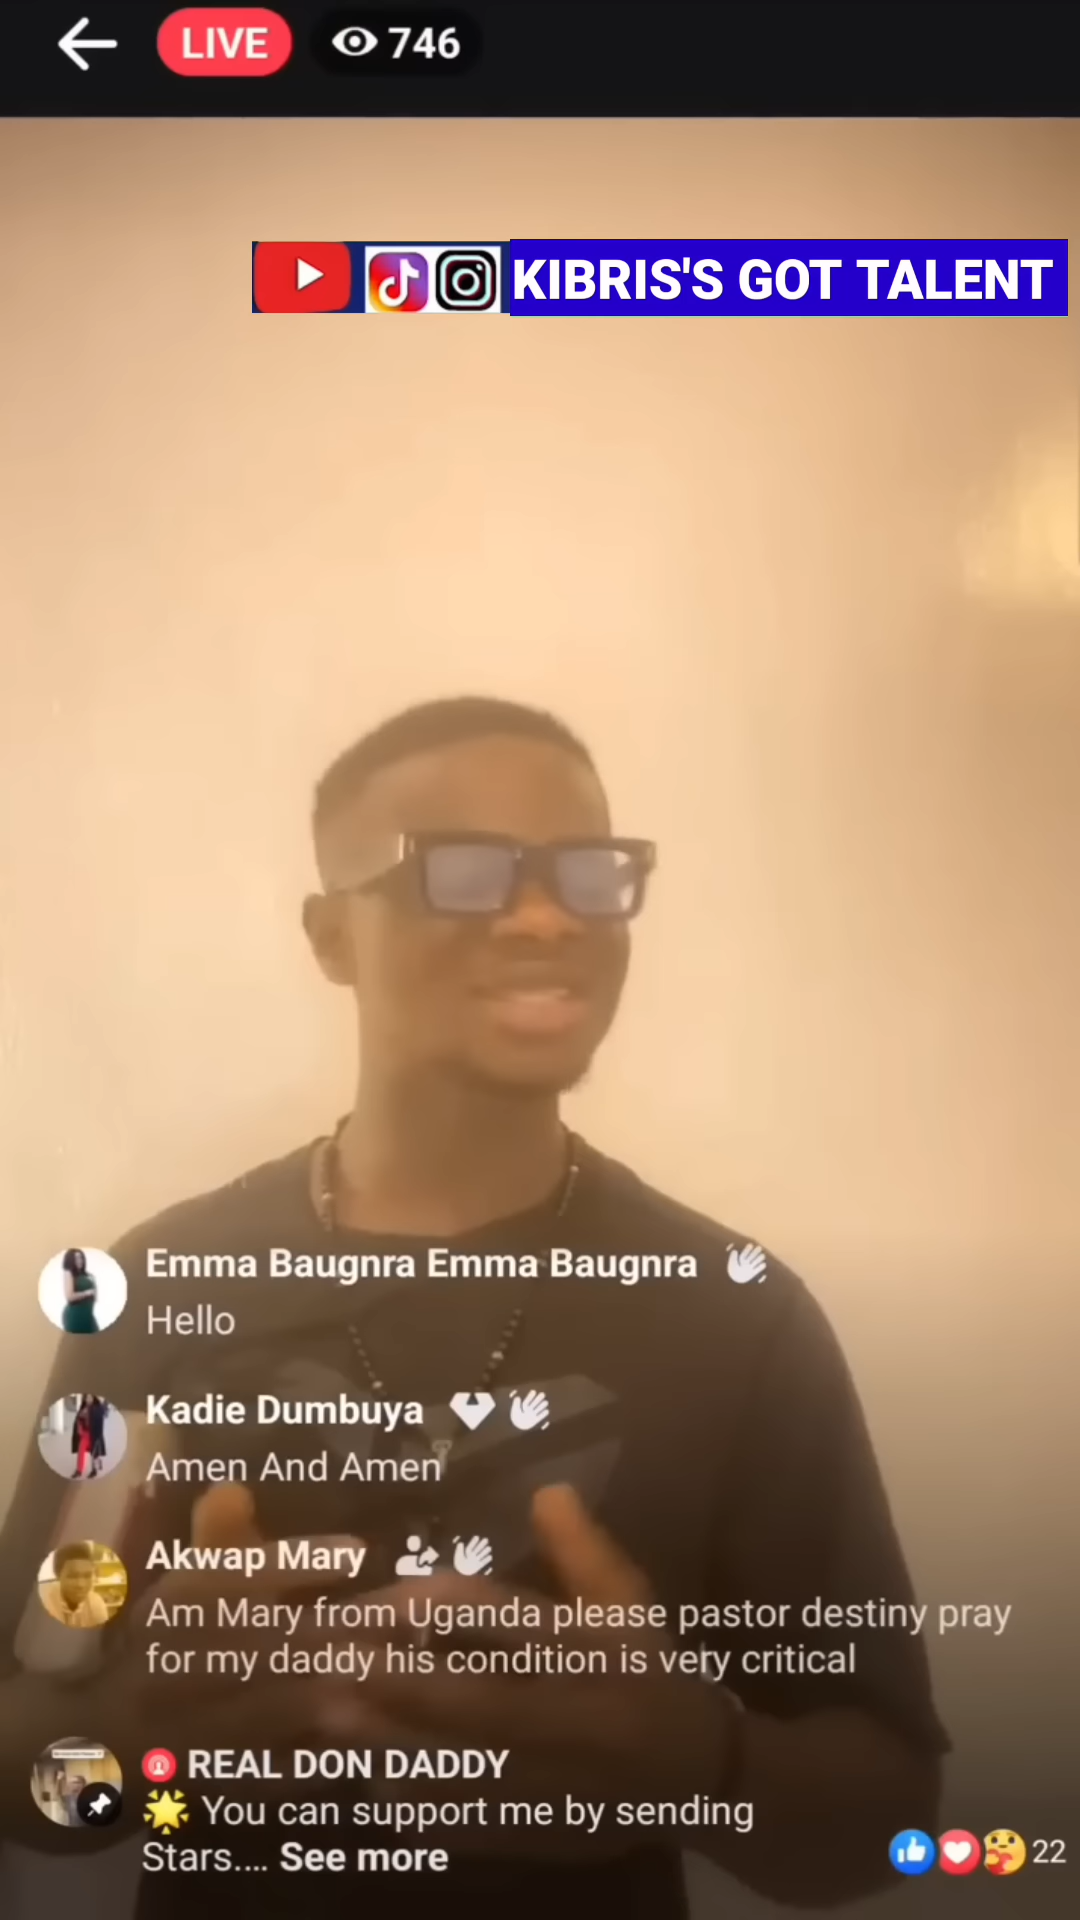 LIVE
746
KIBRIS'S GOT TALENT
Emma Baugnra Emma Baugnra
Hello
Kadie Dumbuya
Amen And Amen
Akwap Mary
Am Mary from Uganda please pastor destiny pray
for my daddy his condition is very critical
REAL DON DADDY
You can support me by sending
Stars.... See more
22